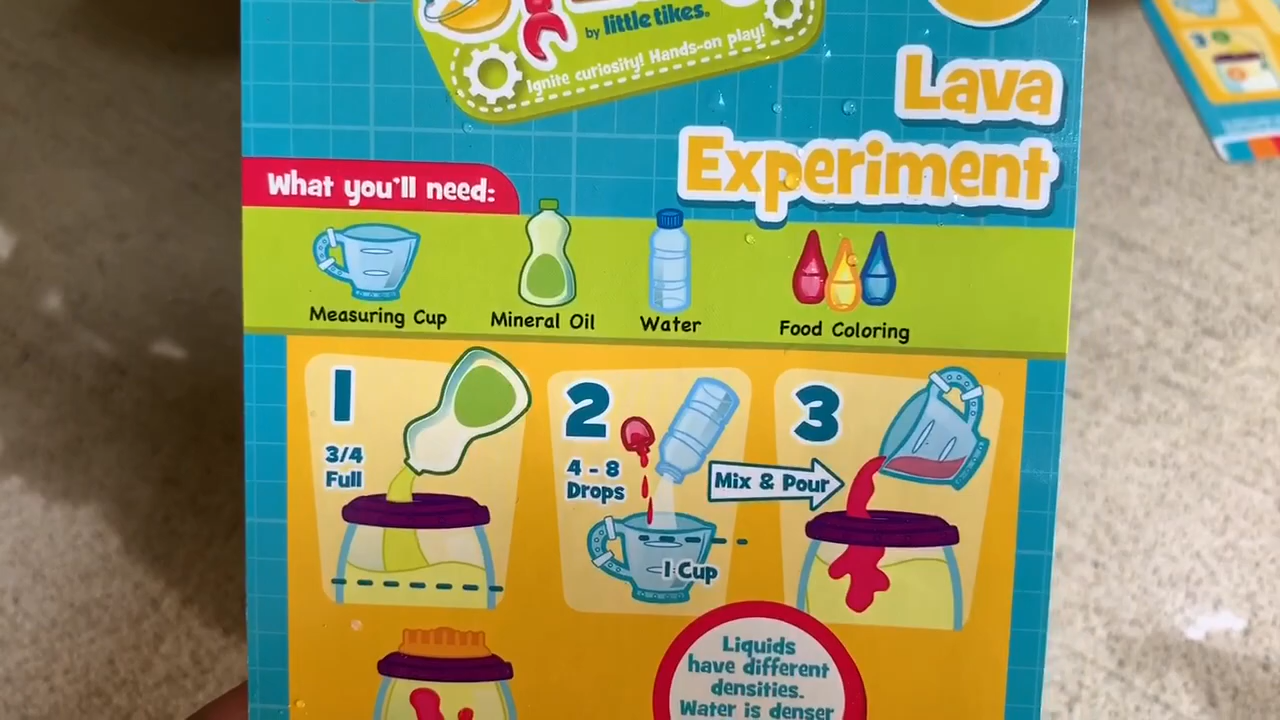 by little tikes®
Ignite curiosity! Hands-on play!
Lava
Experiment
What you'll need:
Measuring Cup
Mineral Oil
Water
Food Coloring
1
3/4
Full
2
4 - 8
Drops
1 Cup
Mix & Pour
3
Liquids
have different
densities.
Water is denser